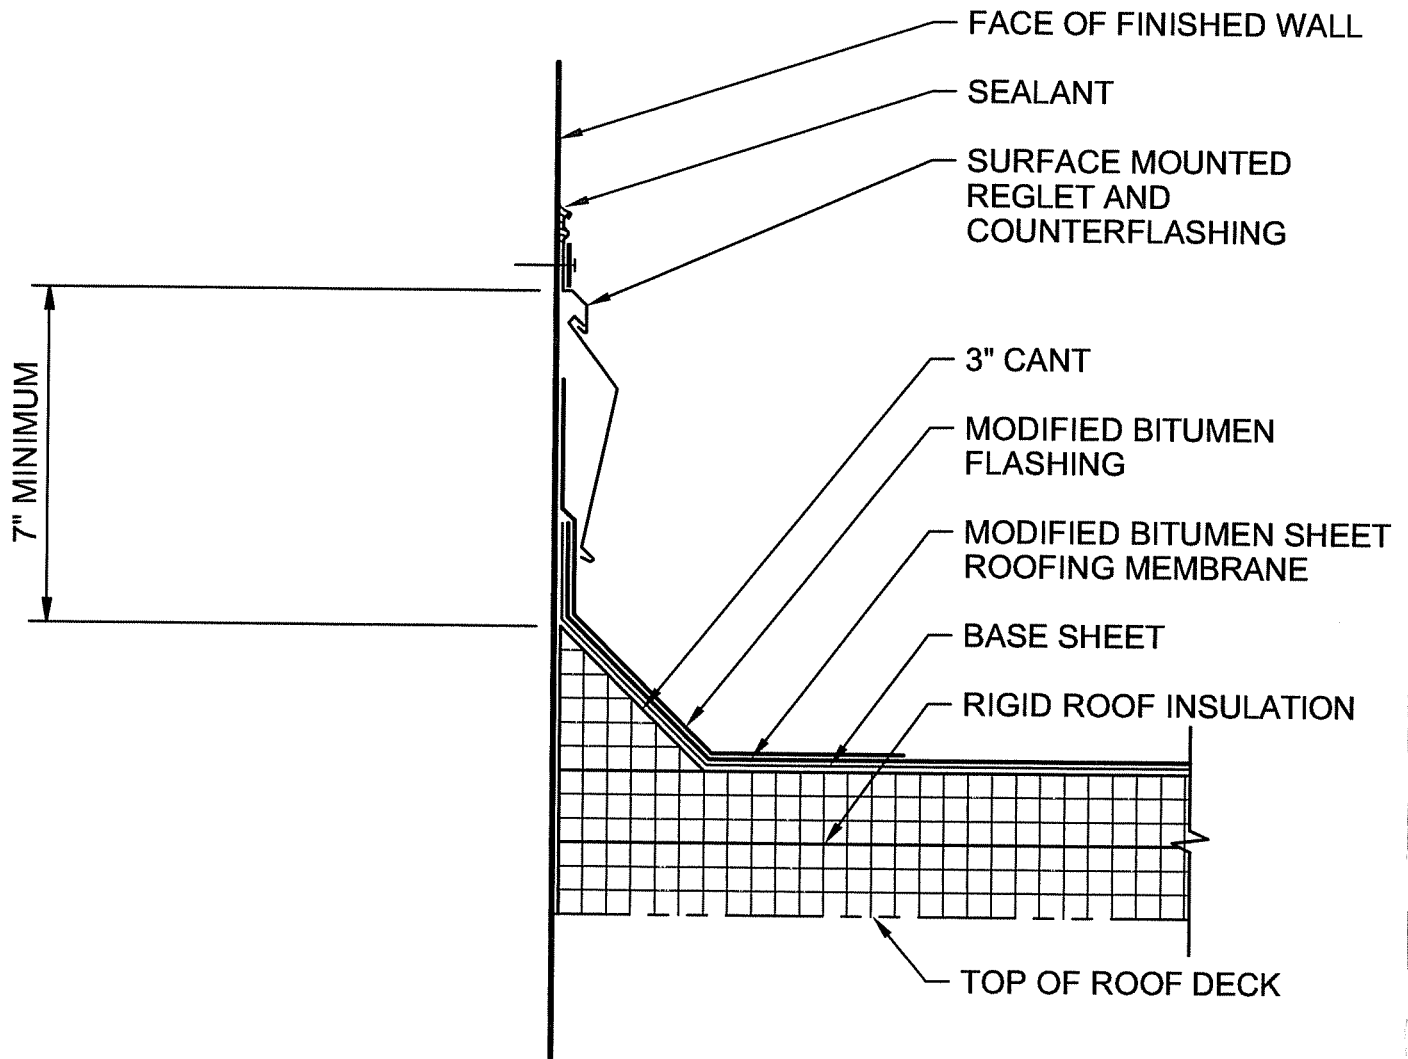 FACE OF FINISHED WALL
SEALANT
SURFACE MOUNTED
REGLET AND
COUNTERFLASHING
3" CANT
MODIFIED BITUMEN
FLASHING
MODIFIED BITUMEN SHEET
ROOFING MEMBRANE
BASE SHEET
RIGID ROOF INSULATION
TOP OF ROOF DECK
7" MINIMUM